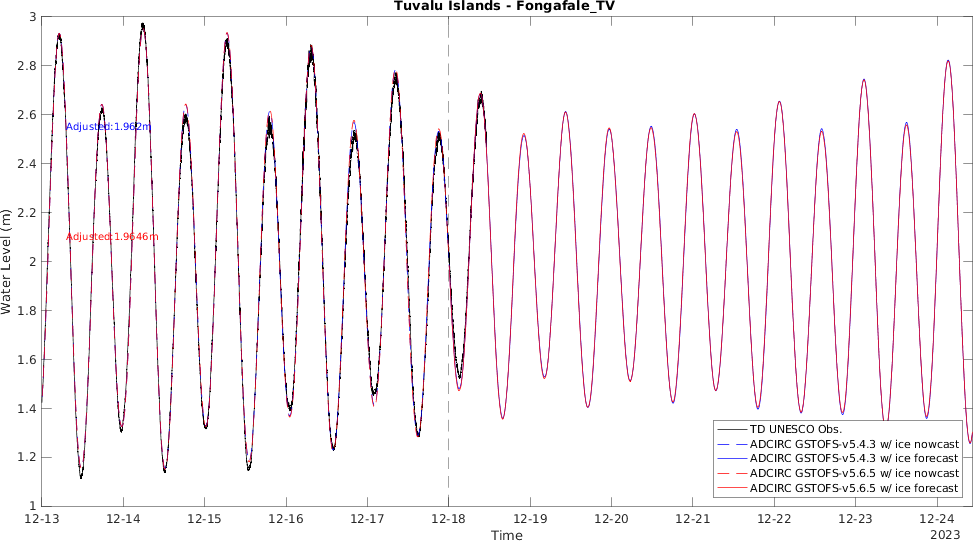 Tuvalu Islands - Fongafale_TV
3
2.8
2.6
2.4
2.2
2
1.8
1.6
1.4
1.2
1
Water Level (m)
Adjusted:1.962m
Adjusted:1.9646m
TD UNESCO Obs.
ADCIRC GSTOFS-v5.4.3 w/ ice nowcast
ADCIRC GSTOFS-v5.4.3 w/ ice forecast
ADCIRC GSTOFS-v5.6.5 w/ ice nowcast
ADCIRC GSTOFS-v5.6.5 w/ ice forecast
12-13 12-14 12-15 12-16 12-17 12-18 12-19 12-20 12-21 12-22 12-23 12-24
2023
Time